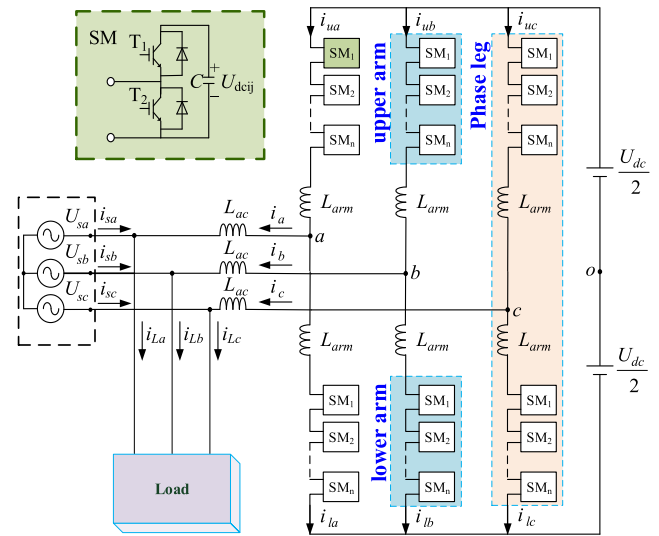 SM
T1
T2
C
+
−
Udcij
iua
iub
iuc
SM1
SM2
SMn
SM1
SM2
SMn
SM1
SM2
SMn
upper arm
Phase leg
Udc/2
Larm
Larm
Larm
Usa
isa
Lac
ia
a
Usb
isb
Lac
ib
b
o
Usc
isc
Lac
ic
c
iLa
iLb
iLc
Larm
Larm
Larm
Udc/2
SM1
SM2
SMn
SM1
SM2
SMn
SM1
SM2
SMn
lower arm
Load
ila
ilb
ilc